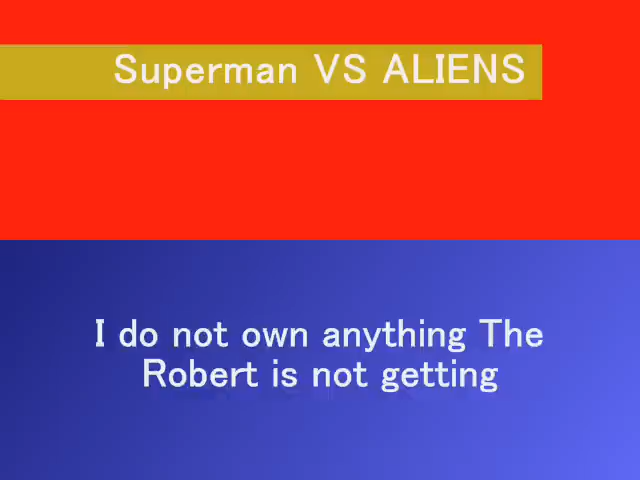 Superman VS ALIENS
I do not own anything The
Robert is not getting